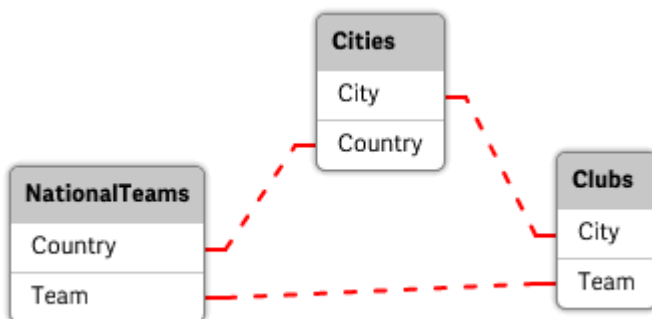 Cities
City
Country
NationalTeams
Country
Team
Clubs
City
Team